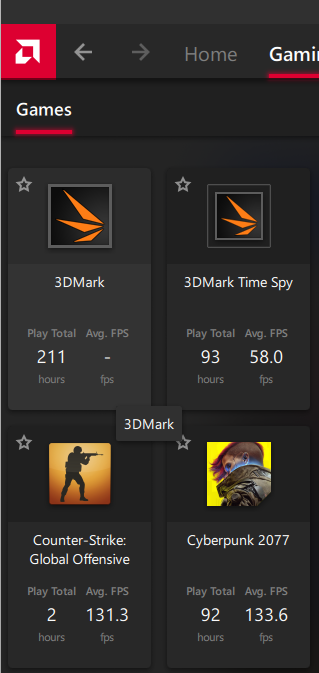 Home Gamin
Games
3DMark
Play Total Avg. FPS
211 -
hours fps
3DMark Time Spy
Play Total Avg. FPS
93 58.0
hours fps
3DMark
Counter-Strike:
Global Offensive
Play Total Avg. FPS
2 131.3
hours fps
Cyberpunk 2077
Play Total Avg. FPS
92 133.6
hours fps